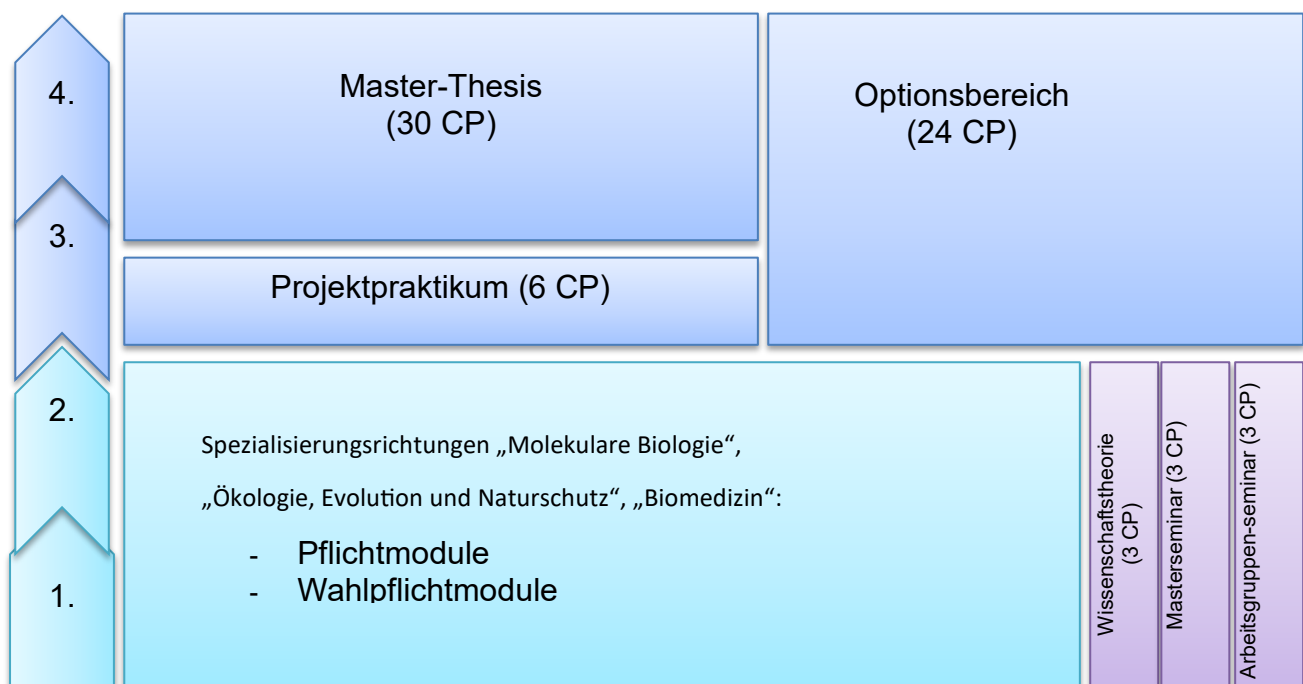 4.
Master-Thesis
(30 CP)
Optionsbereich
(24 CP)
3.
Projektpraktikum (6 CP)
2.
Spezialisierungsrichtungen „Molekulare Biologie“,
„Ökologie, Evolution und Naturschutz“, „Biomedizin“:
- Pflichtmodule
- Wahlpflichtmodule
1.
Wissenschaftstheorie
(3 CP)
Masterseminar (3 CP)
Arbeitsgruppen-seminar (3 CP)